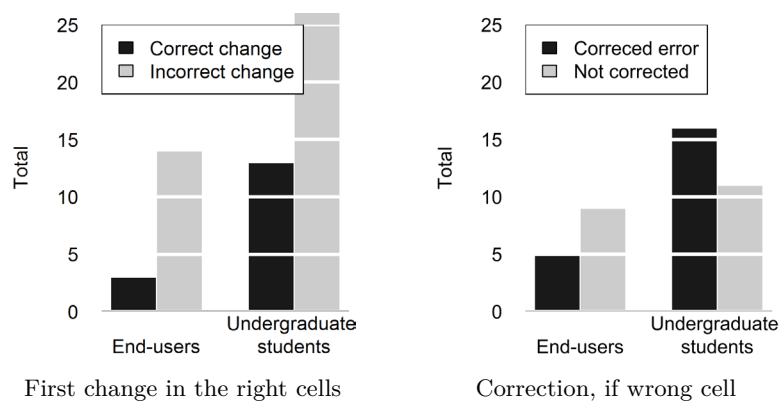 25
20
15
10
5
0
Total
Correct change
Incorrect change
End-users
Undergraduate
students
First change in the right cells
25
20
15
10
5
0
Total
Correced error
Not corrected
End-users
Undergraduate
students
Correction, if wrong cell